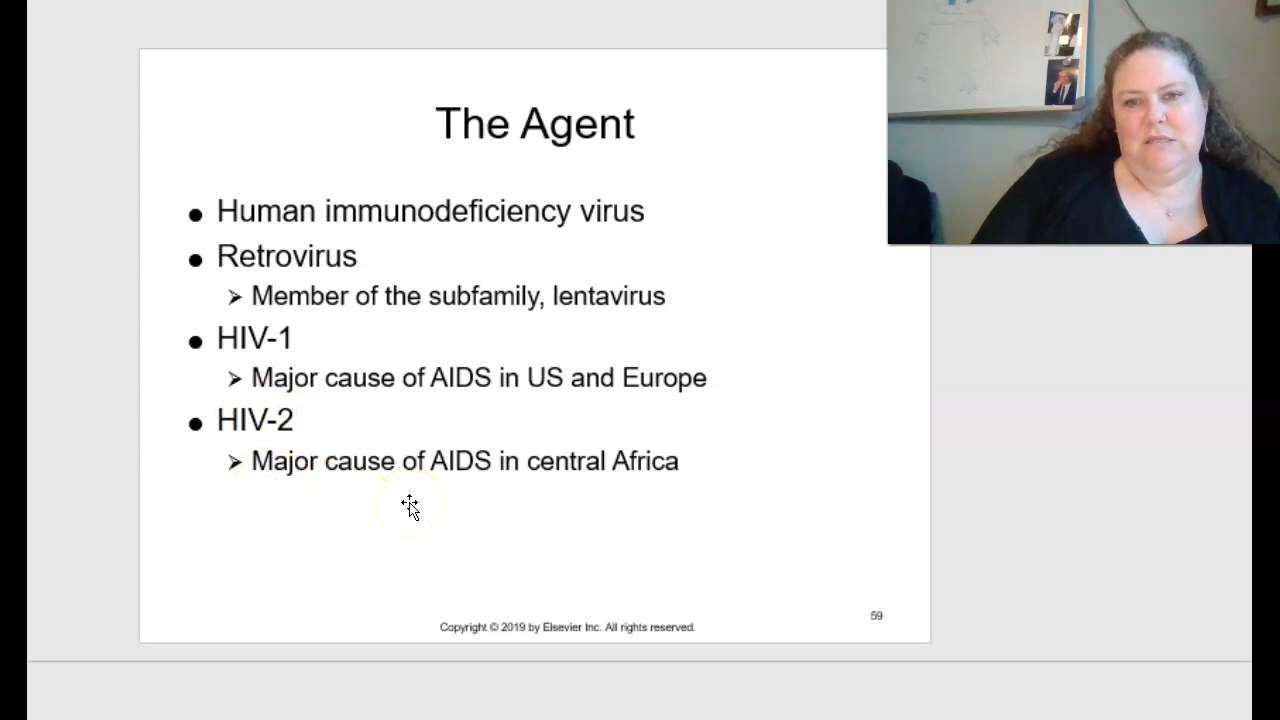 The Agent
● Human immunodeficiency virus
● Retrovirus
➢ Member of the subfamily, lentavirus
● HIV-1
➢ Major cause of AIDS in US and Europe
● HIV-2
➢ Major cause of AIDS in central Africa
59
Copyright © 2019 by Elsevier Inc. All rights reserved.